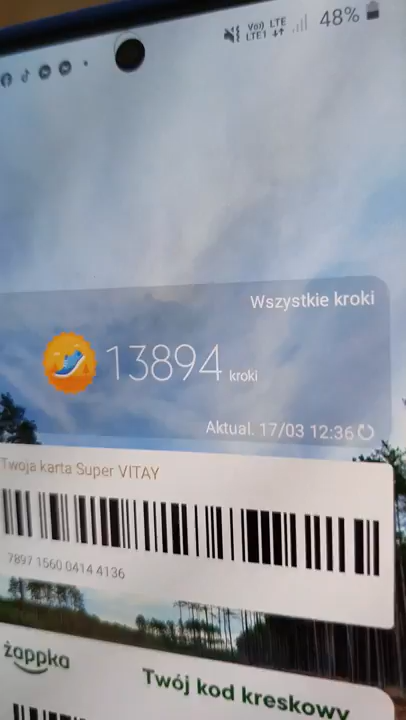 Vo)) LTE
LTE1
48%
Wszystkie kroki
13894 kroki
Aktual. 17/03 12:36
Twoja karta Super VITAY
7897 1560 0414 4136
żappka
Twój kod kreskowy